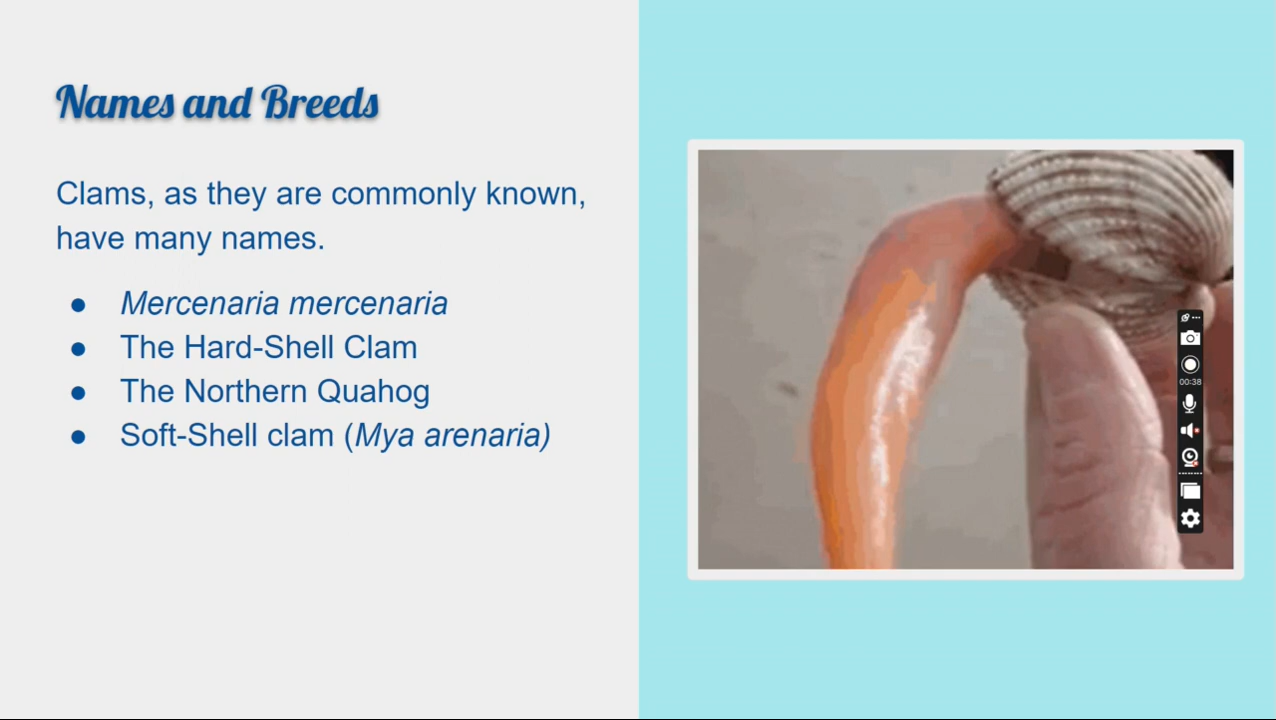 Names and Breeds
Clams, as they are commonly known,
have many names.
● Mercenaria mercenaria
● The Hard-Shell Clam
● The Northern Quahog
● Soft-Shell clam (Mya arenaria)
00:38